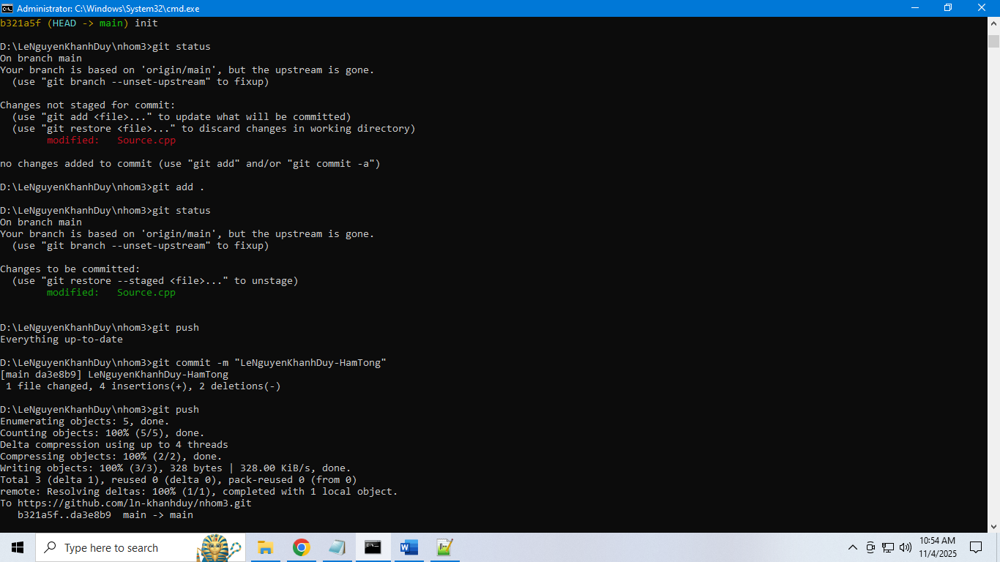 Administrator: C:\Windows\System32\cmd.exe
b321a5f (HEAD -> main) init
D:\LeNguyenKhanhDuy\nhom3>git status
On branch main
Your branch is based on 'origin/main', but the upstream is gone.
  (use "git branch --unset-upstream" to fixup)
Changes not staged for commit:
  (use "git add <file>..." to update what will be committed)
  (use "git restore <file>..." to discard changes in working directory)
        modified:   Source.cpp
no changes added to commit (use "git add" and/or "git commit -a")
D:\LeNguyenKhanhDuy\nhom3>git add .
D:\LeNguyenKhanhDuy\nhom3>git status
On branch main
Your branch is based on 'origin/main', but the upstream is gone.
  (use "git branch --unset-upstream" to fixup)
Changes to be committed:
  (use "git restore --staged <file>..." to unstage)
        modified:   Source.cpp
D:\LeNguyenKhanhDuy\nhom3>git push
Everything up-to-date
D:\LeNguyenKhanhDuy\nhom3>git commit -m "LeNguyenKhanhDuy-HamTong"
[main da3e8b9] LeNguyenKhanhDuy-HamTong
 1 file changed, 4 insertions(+), 2 deletions(-)
D:\LeNguyenKhanhDuy\nhom3>git push
Enumerating objects: 5, done.
Counting objects: 100% (5/5), done.
Delta compression using up to 4 threads
Compressing objects: 100% (2/2), done.
Writing objects: 100% (3/3), 328 bytes | 328.00 KiB/s, done.
Total 3 (delta 1), reused 0 (delta 0), pack-reused 0 (from 0)
remote: Resolving deltas: 100% (1/1), completed with 1 local object.
To https://github.com/ln-khanhduy/nhom3.git
   b321a5f..da3e8b9  main -> main
Type here to search
10:54 AM
11/4/2025